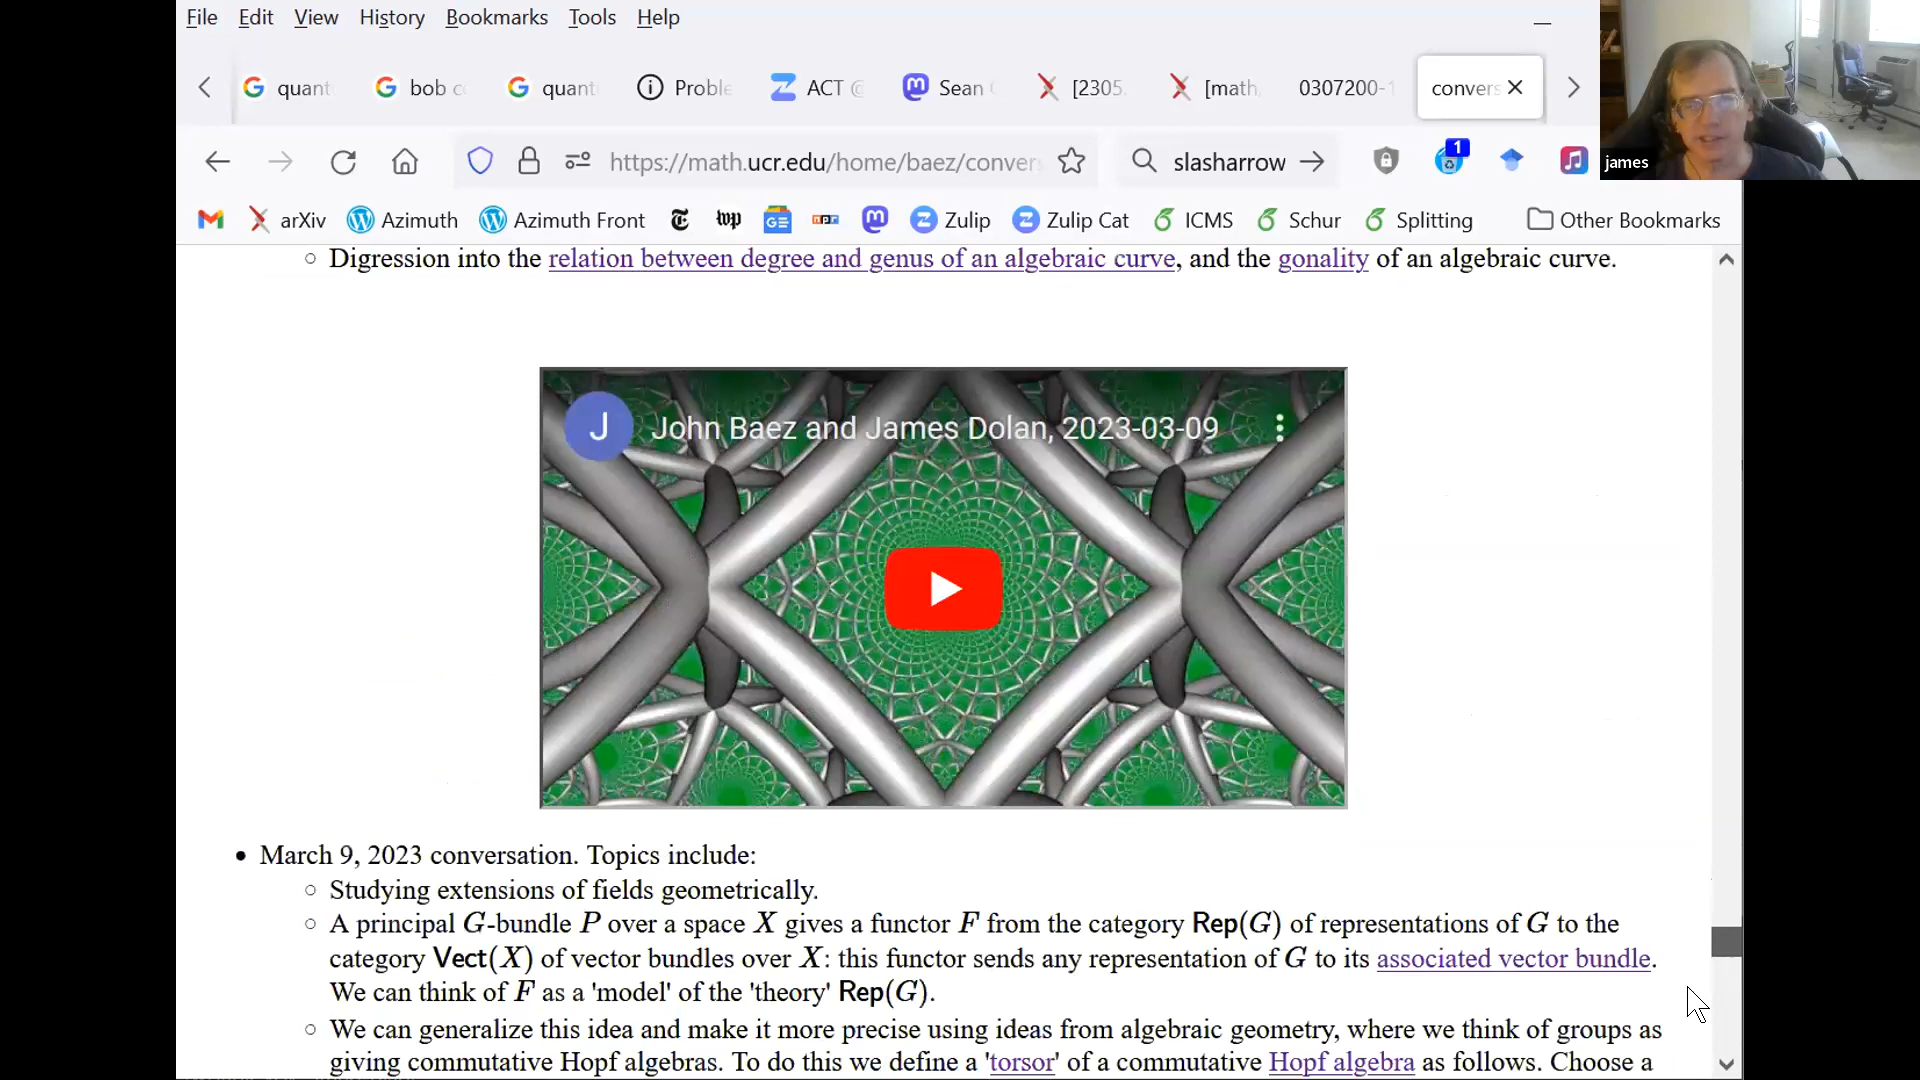 File Edit View History Bookmarks Tools Help
quant bob quant Proble ACT @ Sean [2305. [math. 0307200-1 convers
https://math.ucr.edu/home/baez/conver slasharrow 1
james
arXiv Azimuth Azimuth Front wp GE npr Zulip Zulip Cat ICMS Schur Splitting Other Bookmarks
Digression into the relation between degree and genus of an algebraic curve, and the gonality of an algebraic curve.
J John Baez and James Dolan, 2023-03-09
March 9, 2023 conversation. Topics include:
Studying extensions of fields geometrically.
A principal G-bundle P over a space X gives a functor F from the category Rep(G) of representations of G to the
category Vect(X) of vector bundles over X: this functor sends any representation of G to its associated vector bundle.
We can think of F as a 'model' of the 'theory' Rep(G).
We can generalize this idea and make it more precise using ideas from algebraic geometry, where we think of groups as
giving commutative Hopf algebras. To do this we define a 'torsor' of a commutative Hopf algebra as follows. Choose a